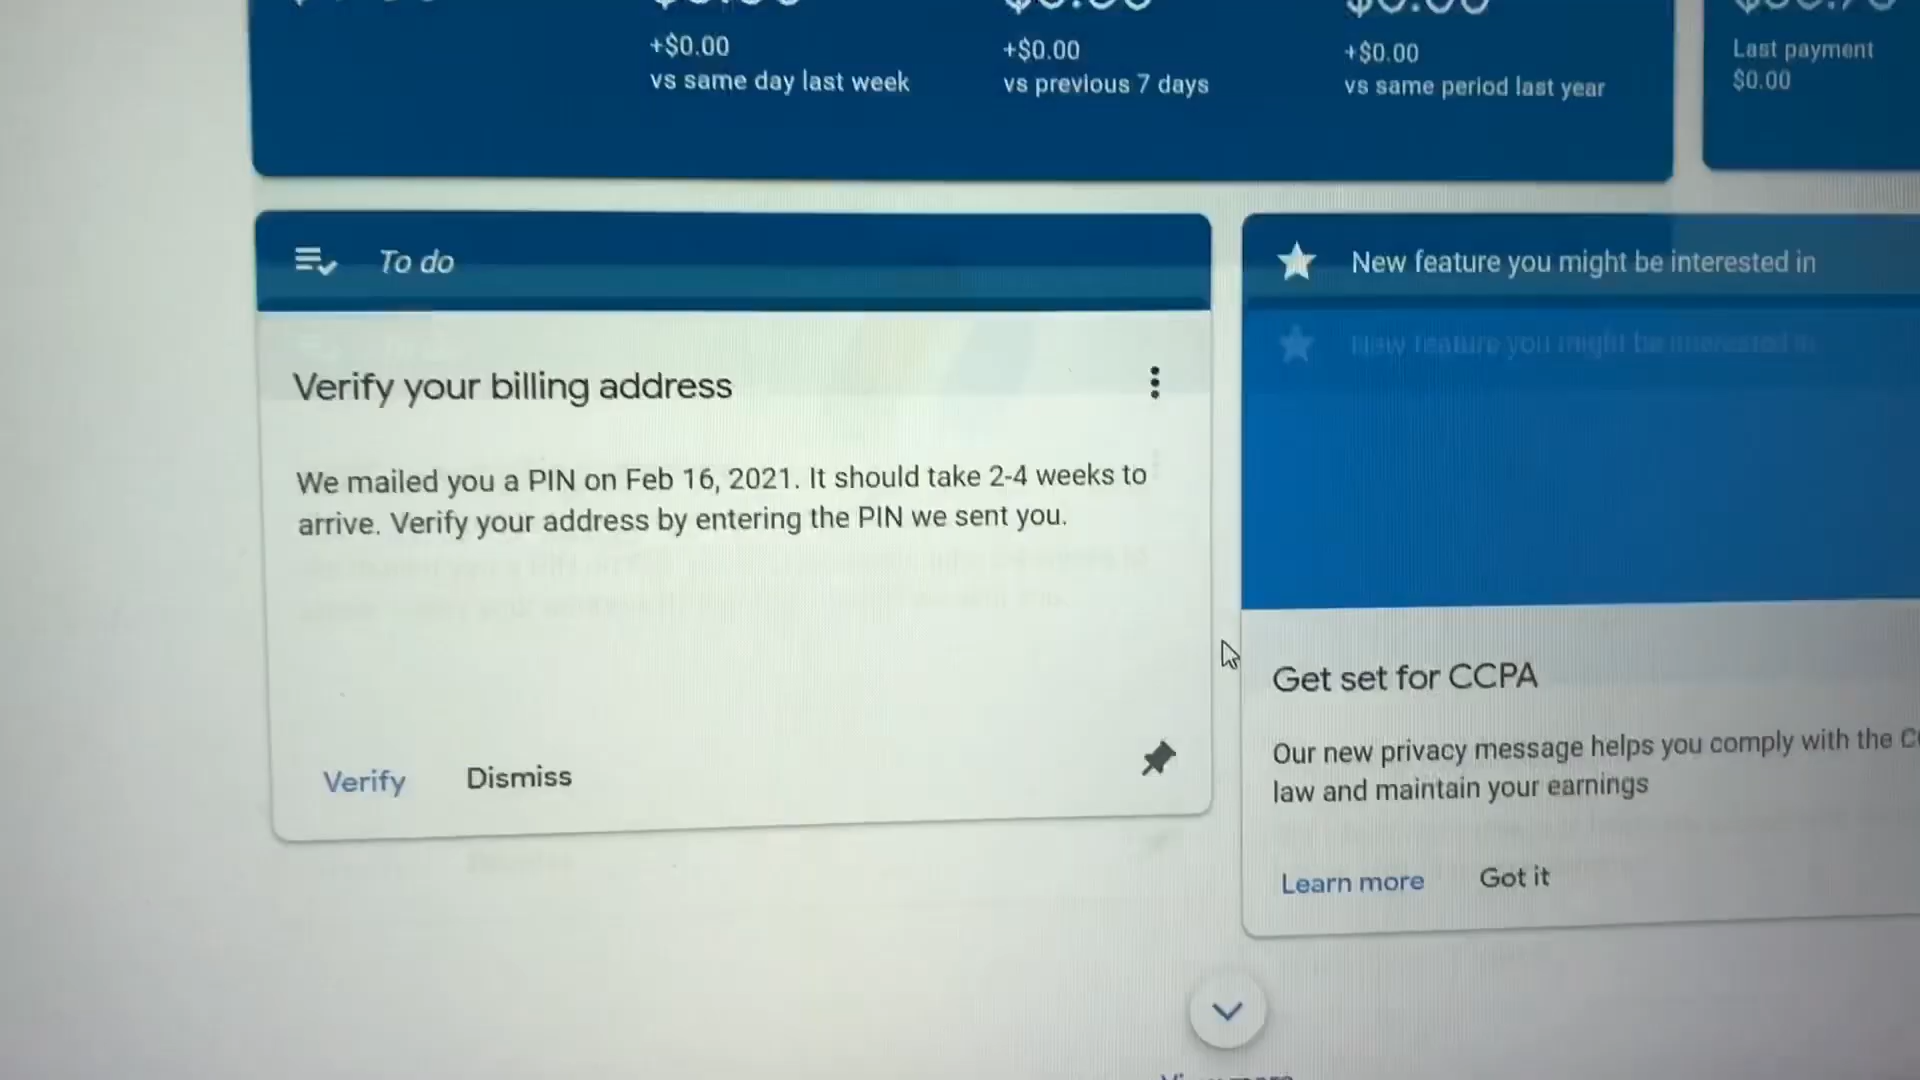 +$0.00
vs same day last week
+$0.00
vs previous 7 days
+$0.00
vs same period last year
Last payment
$0.00
To do
Verify your billing address
We mailed you a PIN on Feb 16, 2021. It should take 2-4 weeks to
arrive. Verify your address by entering the PIN we sent you.
Verify
Dismiss
New feature you might be interested in
Get set for CCPA
Our new privacy message helps you comply with the
law and maintain your earnings
Learn more
Got it